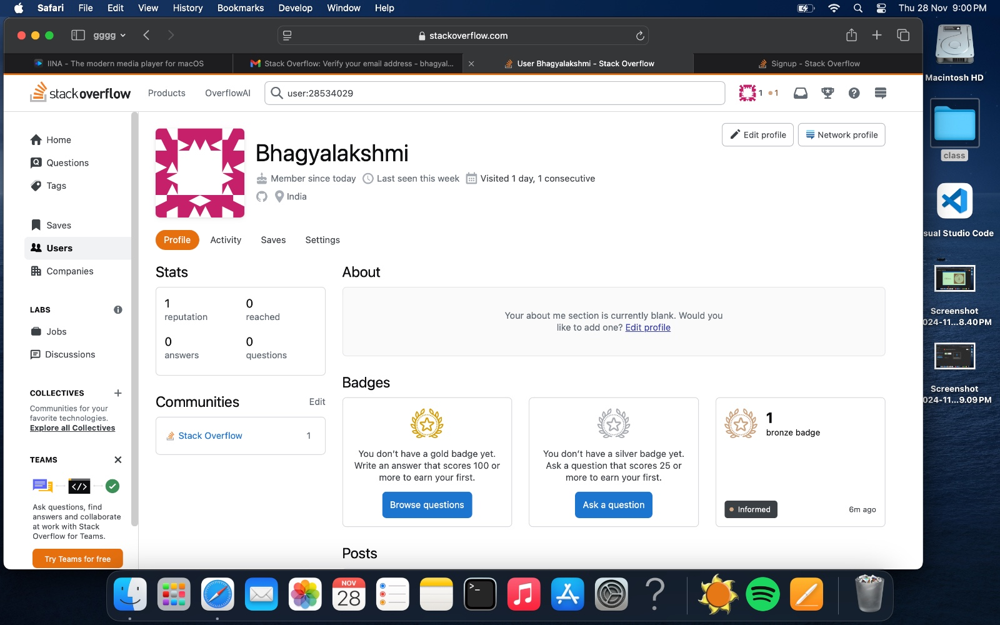 Safari File Edit View History Bookmarks Develop Window Help Thu 28 Nov 9:00 PM
gggg stackoverflow.com
IINA - The modern media player for macOS Stack Overflow: Verify your email address - bhagyal... User Bhagyalakshmi - Stack Overflow Signup - Stack Overflow
stackoverflow Products OverflowAI user:28534029 1 1
Macintosh HD
class
sual Studio Code
Screenshot
024-11...8.40 PM
Screenshot
024-11...9.09 PM
Home
Questions
Tags
Saves
Users
Companies
LABS
Jobs
Discussions
COLLECTIVES
Communities for your
favorite technologies.
Explore all Collectives
TEAMS
Ask questions, find
answers and collaborate
at work with Stack
Overflow for Teams.
Try Teams for free
Edit profile Network profile
Bhagyalakshmi
Member since today Last seen this week Visited 1 day, 1 consecutive
India
Profile Activity Saves Settings
Stats
1 0
reputation reached
0 0
answers questions
Communities Edit
Stack Overflow 1
About
Your about me section is currently blank. Would you
like to add one? Edit profile
Badges
You don't have a gold badge yet.
Write an answer that scores 100 or
more to earn your first.
Browse questions
You don't have a silver badge yet.
Ask a question that scores 25 or
more to earn your first.
Ask a question
1
bronze badge
Informed 6m ago
Posts
NOV
28